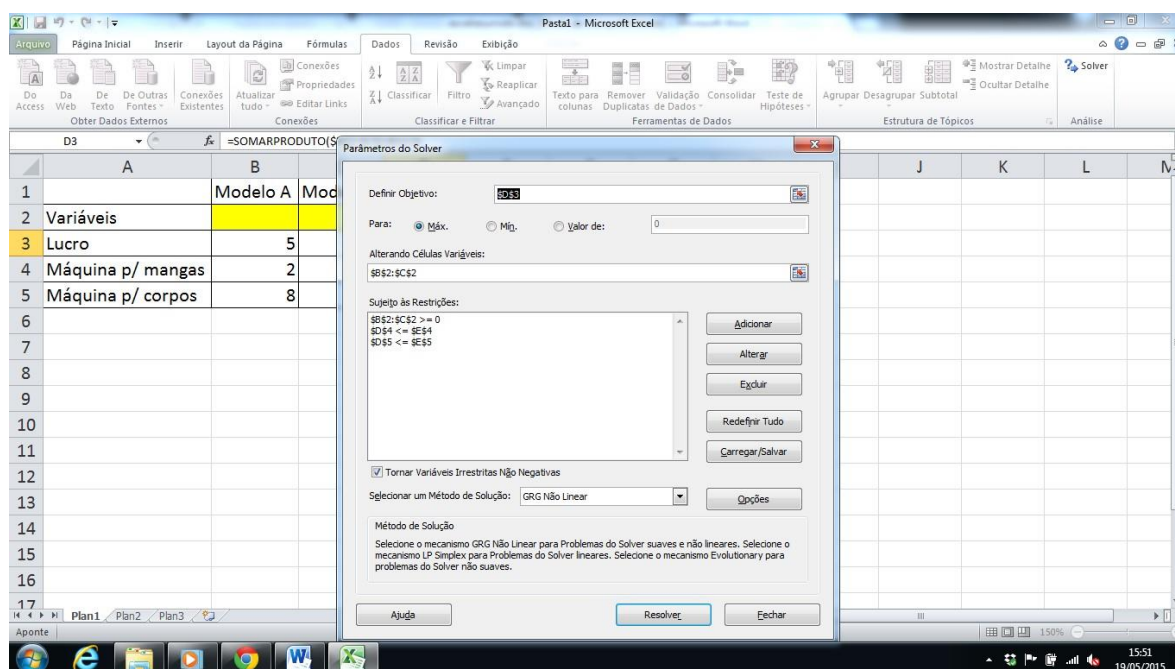 Pasta1 - Microsoft Excel
Arquivo Página Inicial Inserir Layout da Página Fórmulas Dados Revisão Exibição
Do Access
Da Web
De Texto
De Outras Fontes
Conexões Existentes
Obter Dados Externos
Atualizar tudo
Conexões
Propriedades
Editar Links
Conexões
Classificar
Filtro
Limpar
Reaplicar
Avançado
Classificar e Filtrar
Texto para colunas
Remover Duplicatas
Validação de Dados
Consolidar
Teste de Hipóteses
Ferramentas de Dados
Agrupar
Desagrupar
Subtotal
Mostrar Detalhe
Ocultar Detalhe
Estrutura de Tópicos
Solver
Análise
D3 fx =SOMARPRODUTO($
A B J K L
1 Modelo A Mod
2 Variáveis
3 Lucro 5
4 Máquina p/ mangas 2
5 Máquina p/ corpos 8
6
7
8
9
10
11
12
13
14
15
16
17
Parâmetros do Solver
Definir Objetivo: $D$3
Para: Máx. Mín. Valor de: 0
Alterando Células Variáveis:
$B$2:$C$2
Sujeito às Restrições:
$B$2:$C$2 >= 0
$D$4 <= $E$4
$D$5 <= $E$5
Adicionar
Alterar
Excluir
Redefinir Tudo
Carregar/Salvar
Tornar Variáveis Irrestritas Não Negativas
Selecionar um Método de Solução: GRG Não Linear
Opções
Método de Solução
Selecione o mecanismo GRG Não Linear para Problemas do Solver suaves e não lineares. Selecione o
mecanismo LP Simplex para Problemas do Solver lineares. Selecione o mecanismo Evolutionary para
problemas do Solver não suaves.
Ajuda Resolver Fechar
Plan1 Plan2 Plan3
Aponte 150%
15:51
19/05/2015